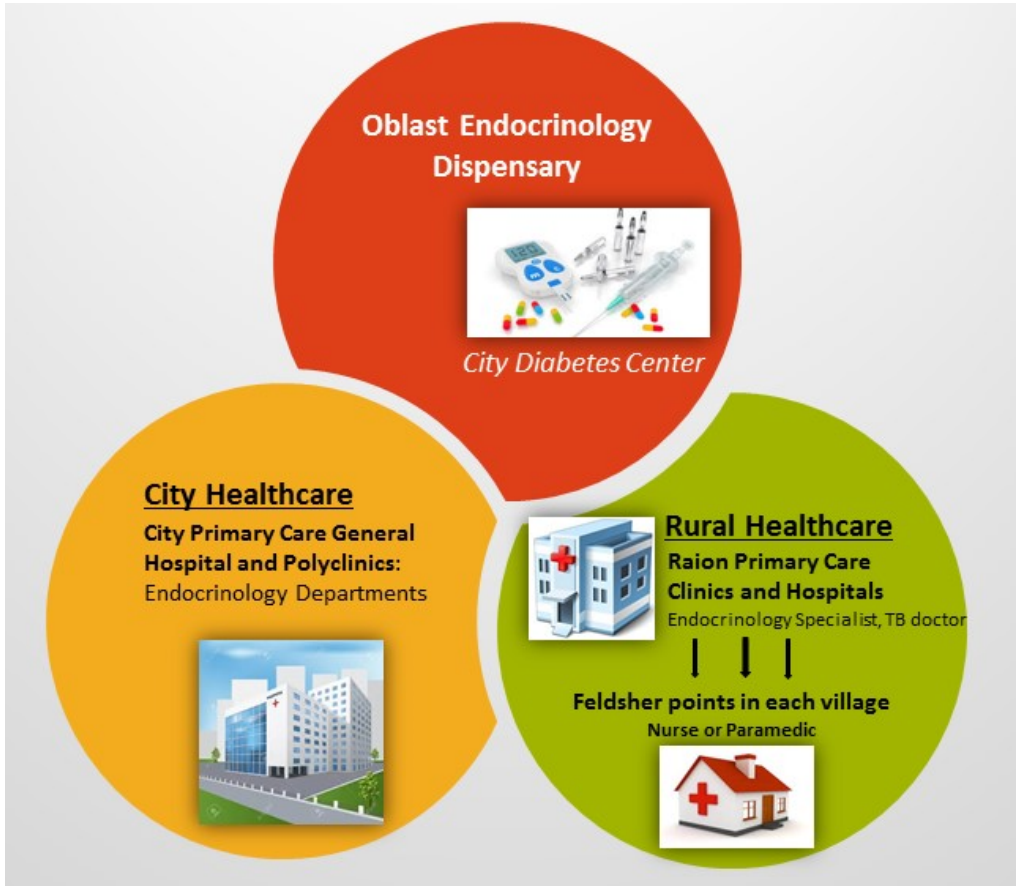 Oblast Endocrinology
Dispensary
120
m
City Diabetes Center
City Healthcare
City Primary Care General
Hospital and Polyclinics:
Endocrinology Departments
Rural Healthcare
Raion Primary Care
Clinics and Hospitals
Endocrinology Specialist, TB doctor
Feldsher points in each village
Nurse or Paramedic